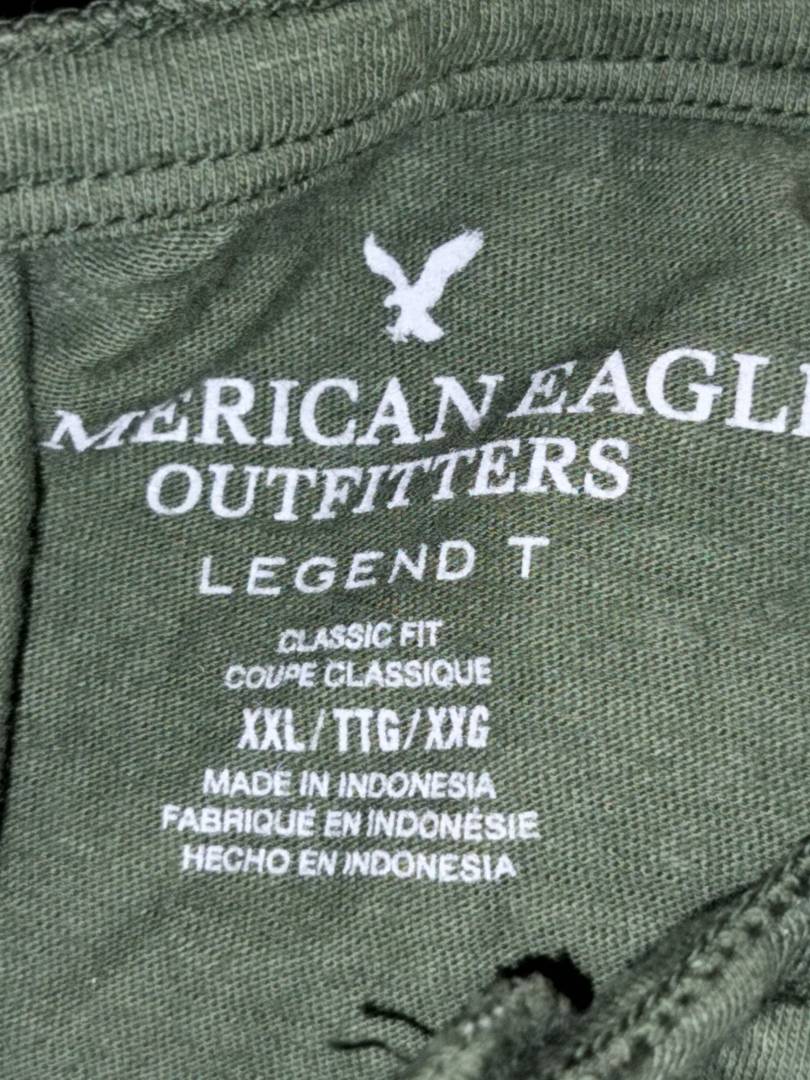 MERICAN EAGL
OUTFITTERS
LEGEND T
CLASSIC FIT
COUPE CLASSIQUE
XXL/TTG/XXG
MADE IN INDONESIA
FABRIQUÉ EN INDONÉSIE
HECHO EN INDONESIA